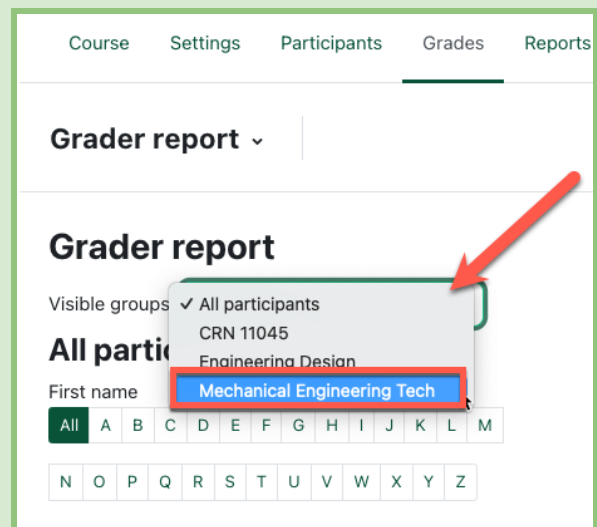 Course Settings Participants Grades Reports
Grader report
Grader report
Visible groups ✓ All participants
CRN 11045
All partic
Engineering Design
First name
Mechanical Engineering Tech
All A B C D E F G H I J K L M
N O P Q R S T U V W X Y Z